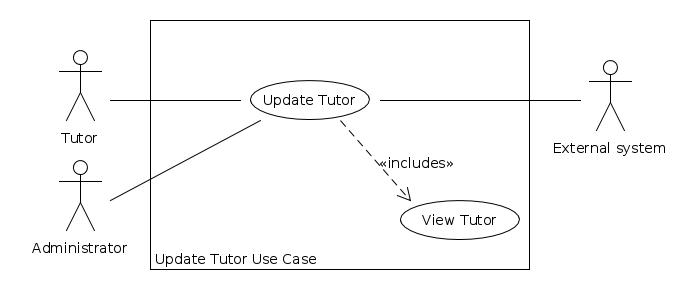 Update Tutor
Tutor
External system
«includes»
View Tutor
Administrator
Update Tutor Use Case